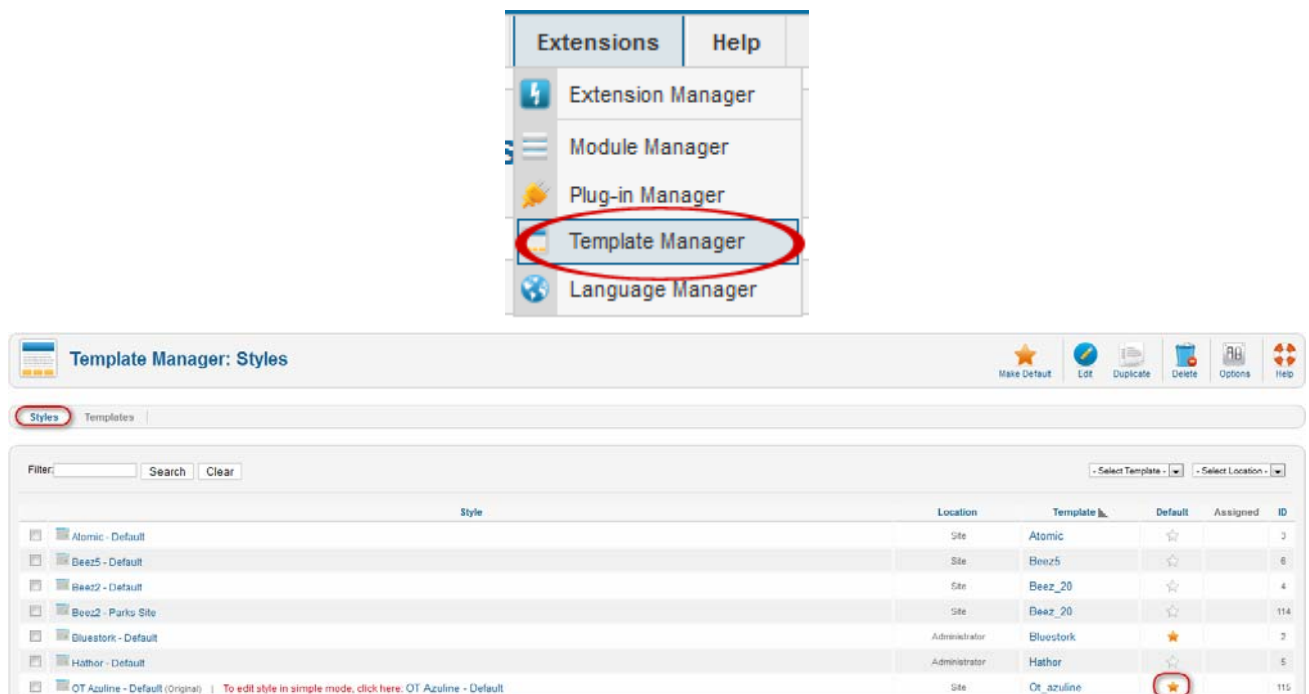 Extensions Help
Extension Manager
Module Manager
Plug-in Manager
Template Manager
Language Manager
Template Manager: Styles
Make Default Edit Duplicate Delete Options Help
Styles Templates
Filter: Search Clear - Select Template - - Select Location -
Style Location Template Default Assigned ID
Atomic - Default Site Atomic 3
Beez5 - Default Site Beez5 6
Beez2 - Default Site Beez_20 4
Beez2 - Parks Site Site Beez_20 114
Bluestork - Default Administrator Bluestork 2
Hathor - Default Administrator Hathor 5
OT Azuline - Default (Original) | To edit style in simple mode, click here: OT Azuline - Default Site Ot_azuline 115